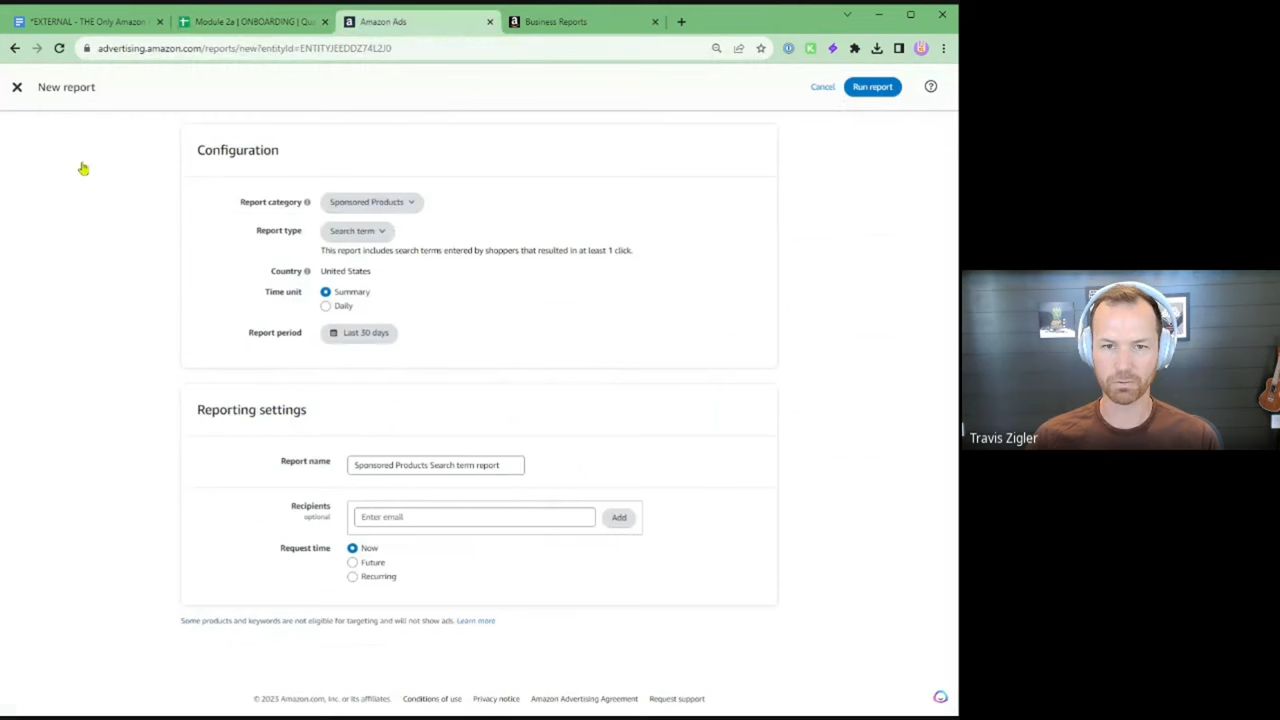 *EXTERNAL - THE Only Amazon
Module 2a | ONBOARDING | Qua
Amazon Ads
Business Reports
advertising.amazon.com/reports/new?entityId=ENTITYJEEDDZ74L2J0
New report
Cancel
Run report
Configuration
Report category
Sponsored Products
Report type
Search term
This report includes search terms entered by shoppers that resulted in at least 1 click.
Country
United States
Time unit
Summary
Daily
Report period
Last 30 days
Reporting settings
Report name
Sponsored Products Search term report
Recipients
optional
Enter email
Add
Request time
Now
Future
Recurring
Some products and keywords are not eligible for targeting and will not show ads. Learn more
© 2023 Amazon.com, Inc. or its affiliates. Conditions of use Privacy notice Amazon Advertising Agreement Request support
Travis Zigler